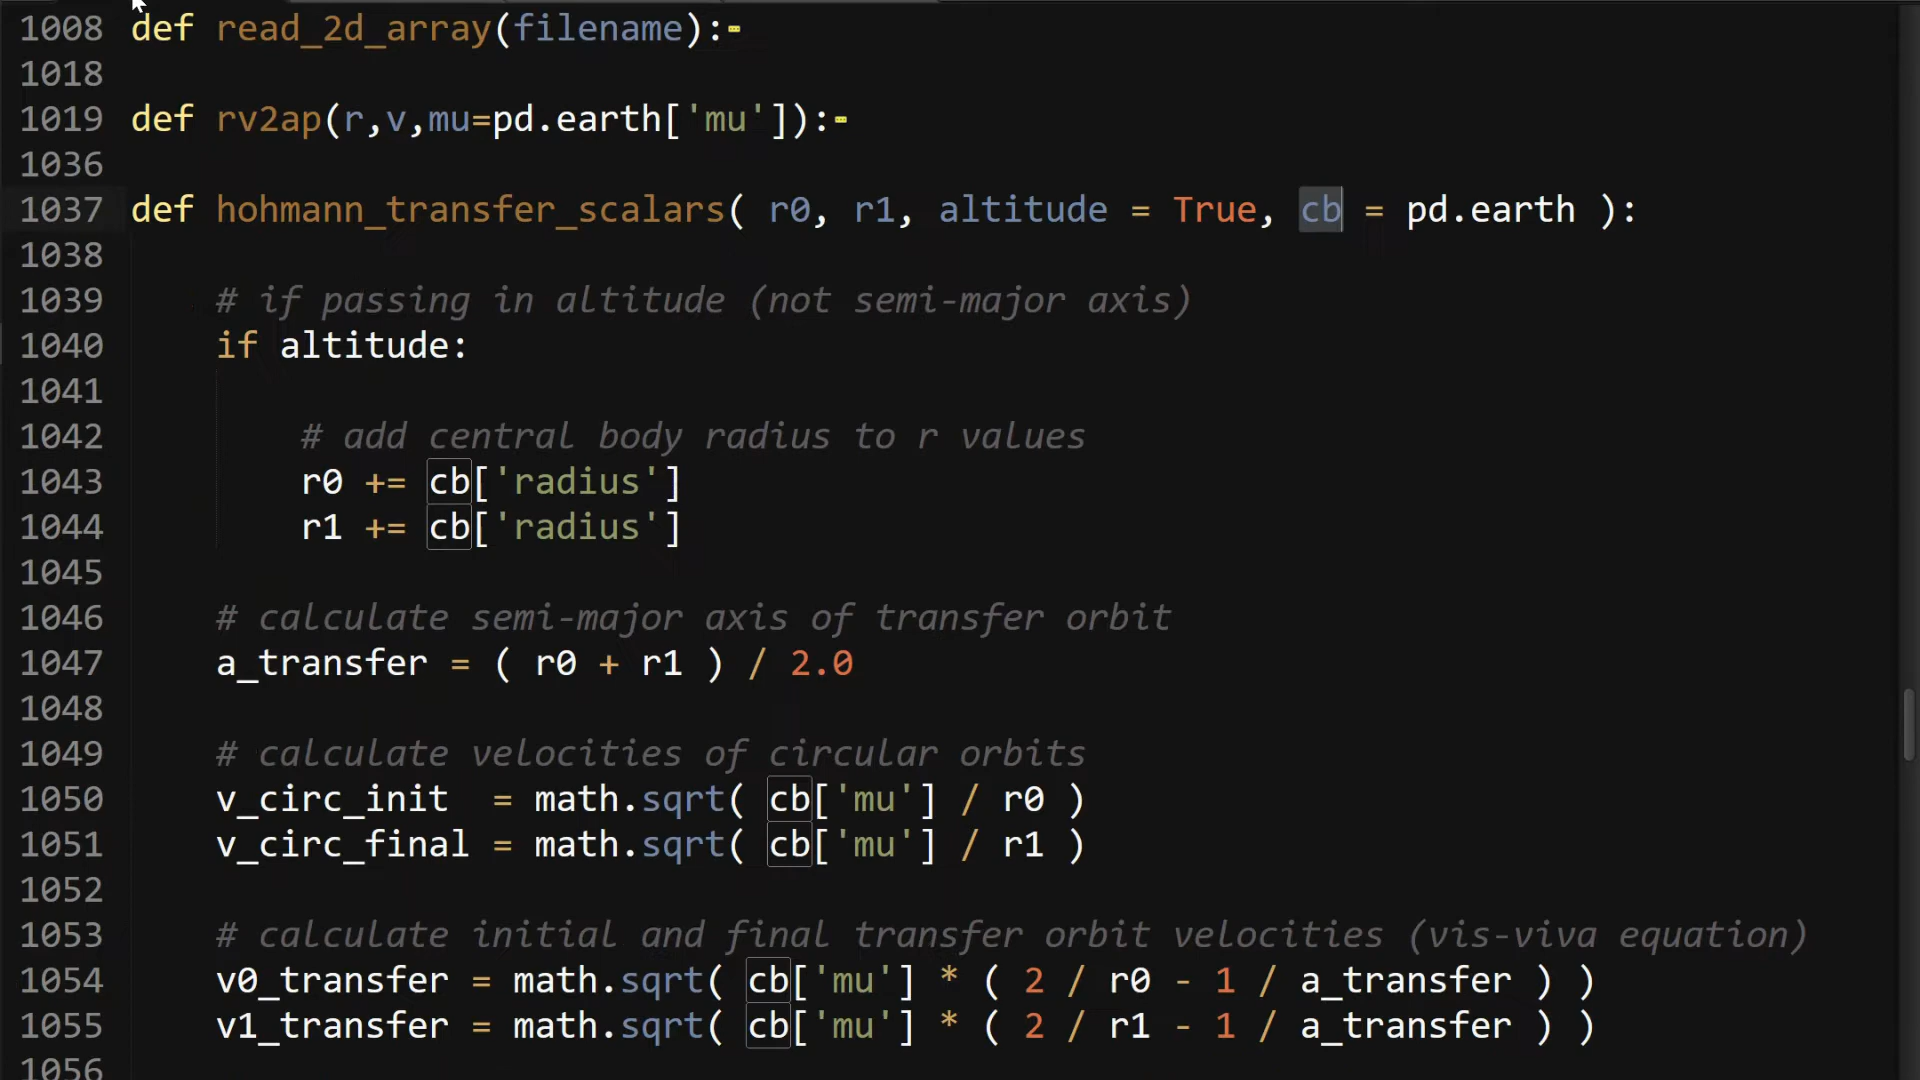 1008 def read_2d_array(filename):
1018
1019 def rv2ap(r,v,mu=pd.earth['mu']):
1036
1037 def hohmann_transfer_scalars( r0, r1, altitude = True, cb = pd.earth ):
1038
1039 # if passing in altitude (not semi-major axis)
1040 if altitude:
1041
1042 # add central body radius to r values
1043 r0 += cb['radius']
1044 r1 += cb['radius']
1045
1046 # calculate semi-major axis of transfer orbit
1047 a_transfer = ( r0 + r1 ) / 2.0
1048
1049 # calculate velocities of circular orbits
1050 v_circ_init  = math.sqrt( cb['mu'] / r0 )
1051 v_circ_final = math.sqrt( cb['mu'] / r1 )
1052
1053 # calculate initial and final transfer orbit velocities (vis-viva equation)
1054 v0_transfer = math.sqrt( cb['mu'] * ( 2 / r0 - 1 / a_transfer ) )
1055 v1_transfer = math.sqrt( cb['mu'] * ( 2 / r1 - 1 / a_transfer ) )
1056